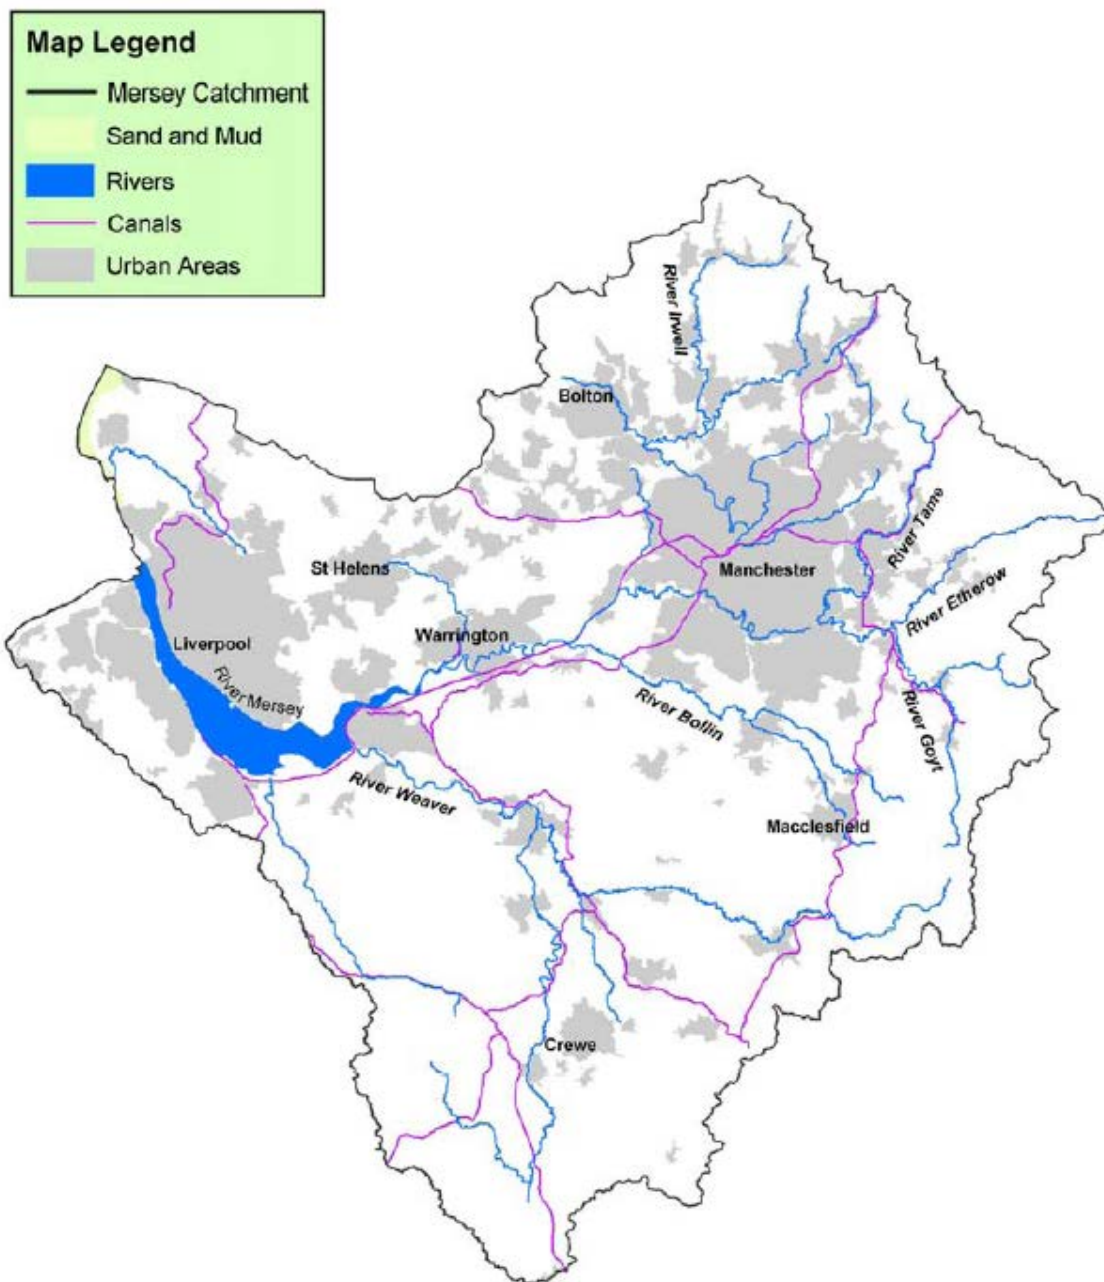 Map Legend
Mersey Catchment
Sand and Mud
Rivers
Canals
Urban Areas
River Irwell
Bolton
River Tame
St Helens
Manchester
River Etherow
Warrington
Liverpool
River Mersey
River Bollin
River Goyt
River Weaver
Macclesfield
Crewe